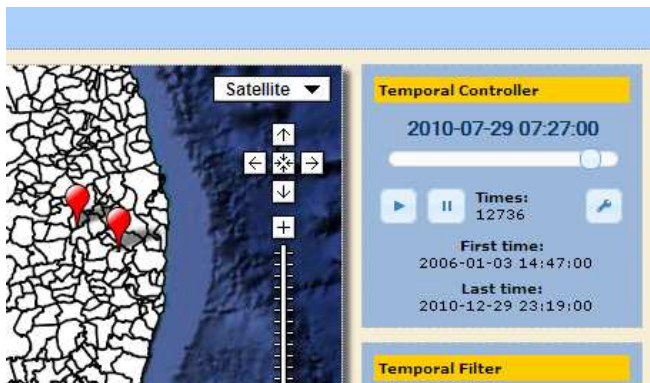 Satellite
Temporal Controller
2010-07-29 07:27:00
Times:
12736
First time:
2006-01-03 14:47:00
Last time:
2010-12-29 23:19:00
Temporal Filter